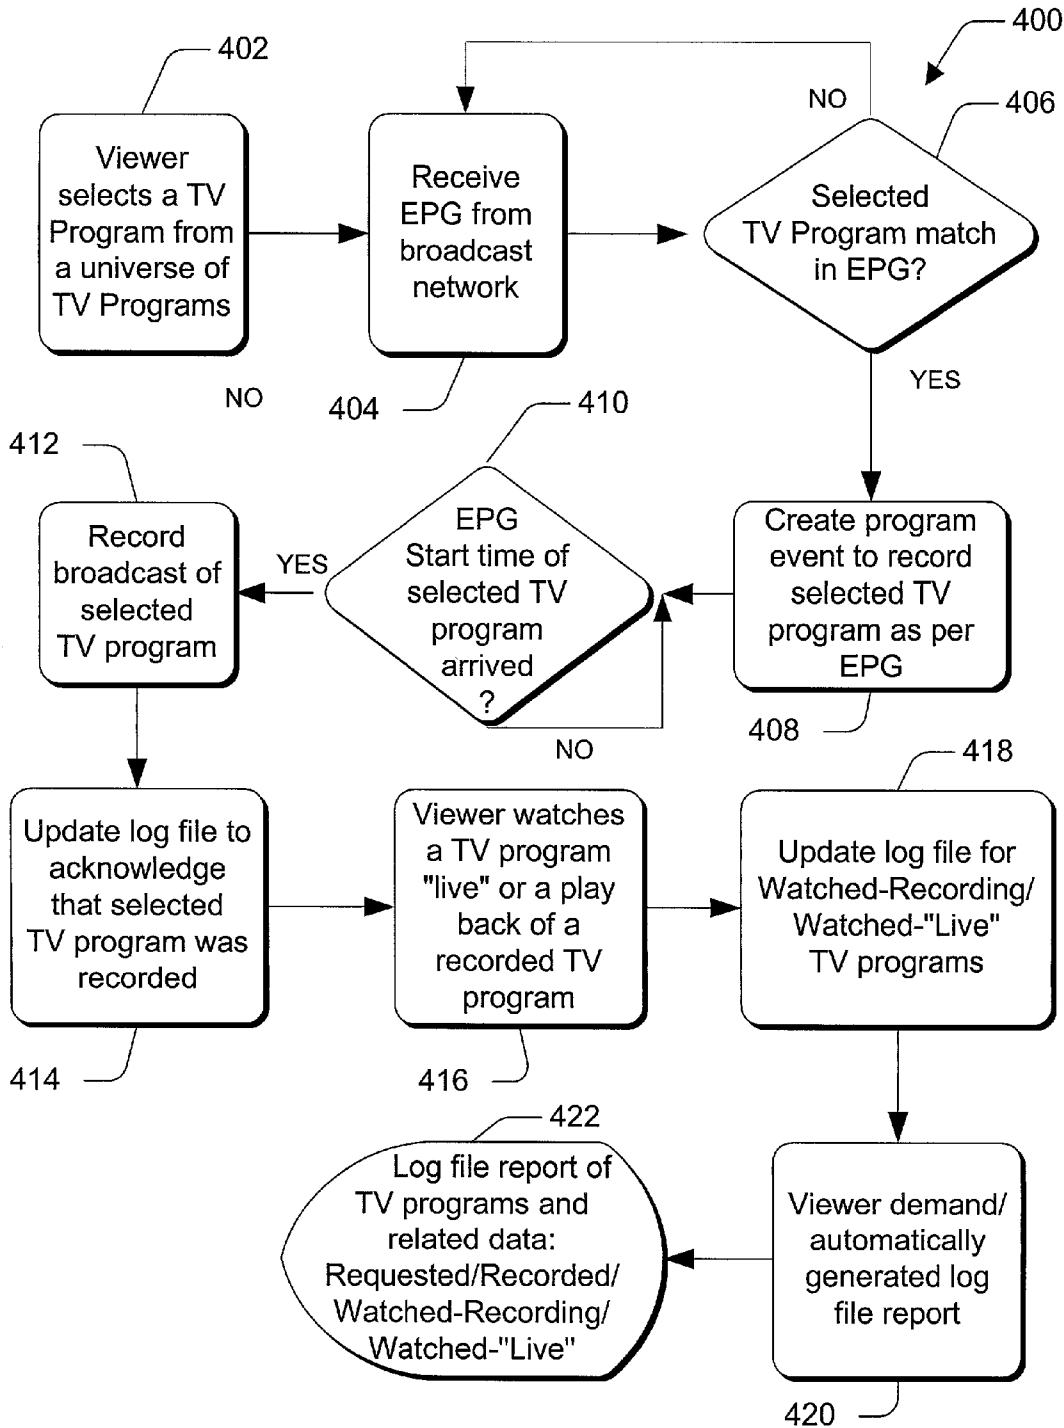 400
402
Viewer
selects a TV
Program from
a universe of
TV Programs
Receive
EPG from
broadcast
network
404
NO
406
Selected
TV Program match
in EPG?
YES
NO
408
Create program
event to record
selected TV
program as per
EPG
410
EPG
Start time of
selected TV
program
arrived
?
NO
YES
412
Record
broadcast of
selected
TV program
Update log file to
acknowledge
that selected
TV program was
recorded
414
Viewer watches
a TV program
"live" or a play
back of a
recorded TV
program
416
418
Update log file for
Watched-Recording/
Watched-"Live"
TV programs
Viewer demand/
automatically
generated log
file report
420
422
Log file report of
TV programs and
related data:
Requested/Recorded/
Watched-Recording/
Watched-"Live"